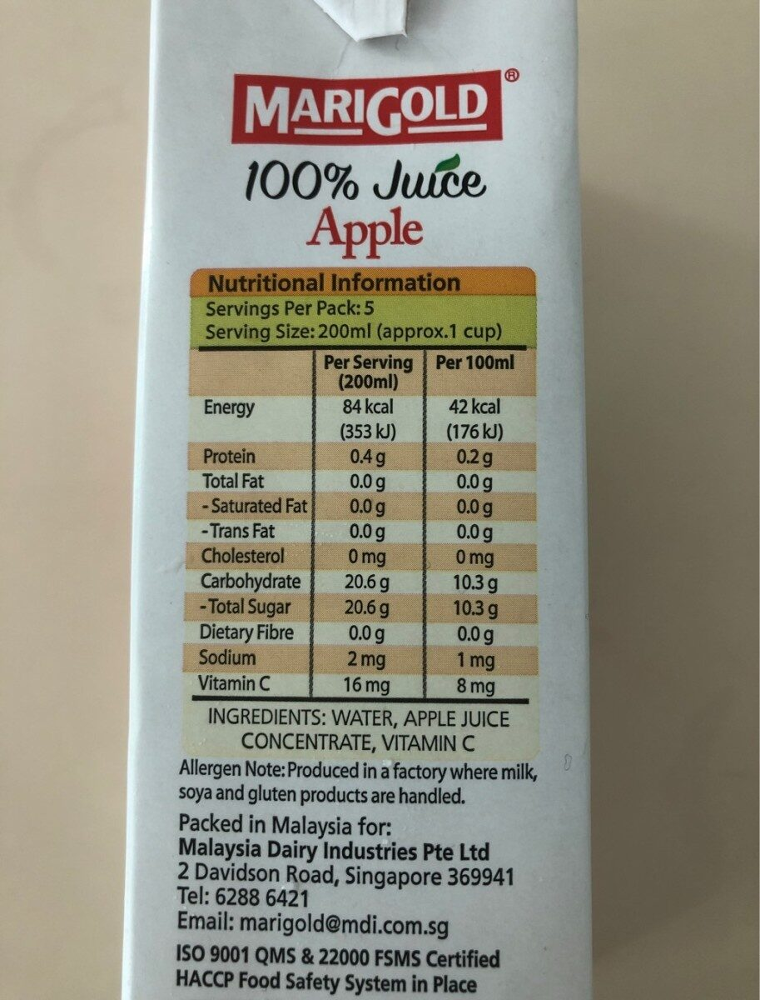 MARIGOLD®
100% Juice
Apple
Nutritional Information
Servings Per Pack: 5
Serving Size: 200ml (approx.1 cup)
Per Serving (200ml) Per 100ml
Energy 84 kcal (353 kJ) 42 kcal (176 kJ)
Protein 0.4 g 0.2 g
Total Fat 0.0 g 0.0 g
- Saturated Fat 0.0 g 0.0 g
- Trans Fat 0.0 g 0.0 g
Cholesterol 0 mg 0 mg
Carbohydrate 20.6 g 10.3 g
- Total Sugar 20.6 g 10.3 g
Dietary Fibre 0.0 g 0.0 g
Sodium 2 mg 1 mg
Vitamin C 16 mg 8 mg
INGREDIENTS: WATER, APPLE JUICE
CONCENTRATE, VITAMIN C
Allergen Note: Produced in a factory where milk,
soya and gluten products are handled.
Packed in Malaysia for:
Malaysia Dairy Industries Pte Ltd
2 Davidson Road, Singapore 369941
Tel: 6288 6421
Email: marigold@mdi.com.sg
ISO 9001 QMS & 22000 FSMS Certified
HACCP Food Safety System in Place